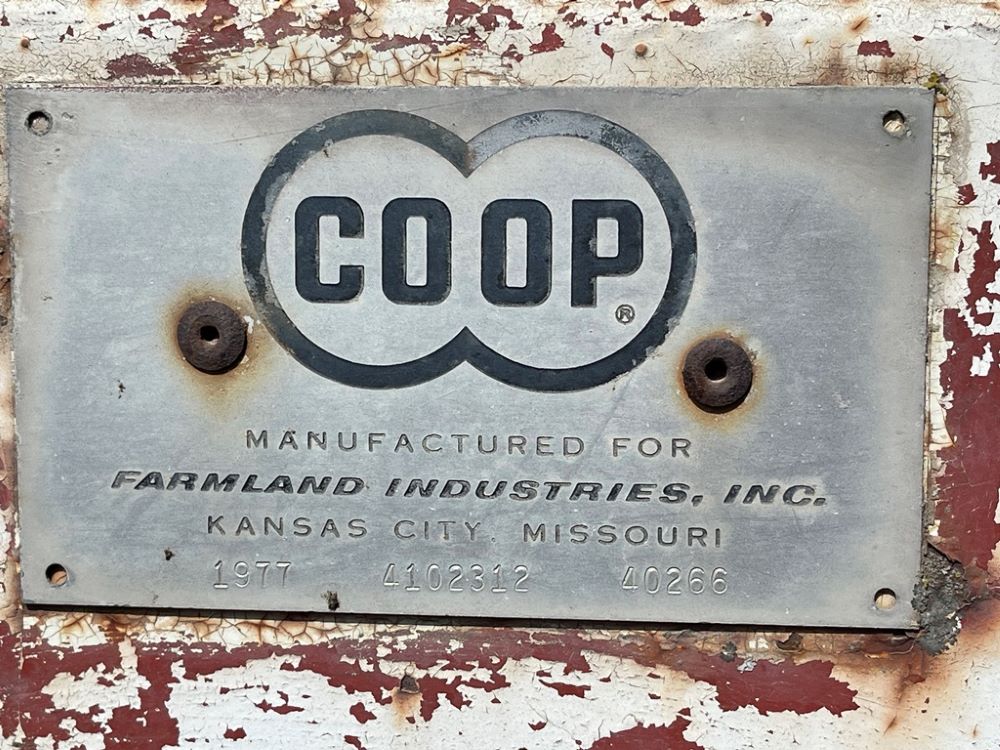 COOP®
MANUFACTURED FOR
FARMLAND INDUSTRIES, INC.
KANSAS CITY, MISSOURI
1977 4102312 40266